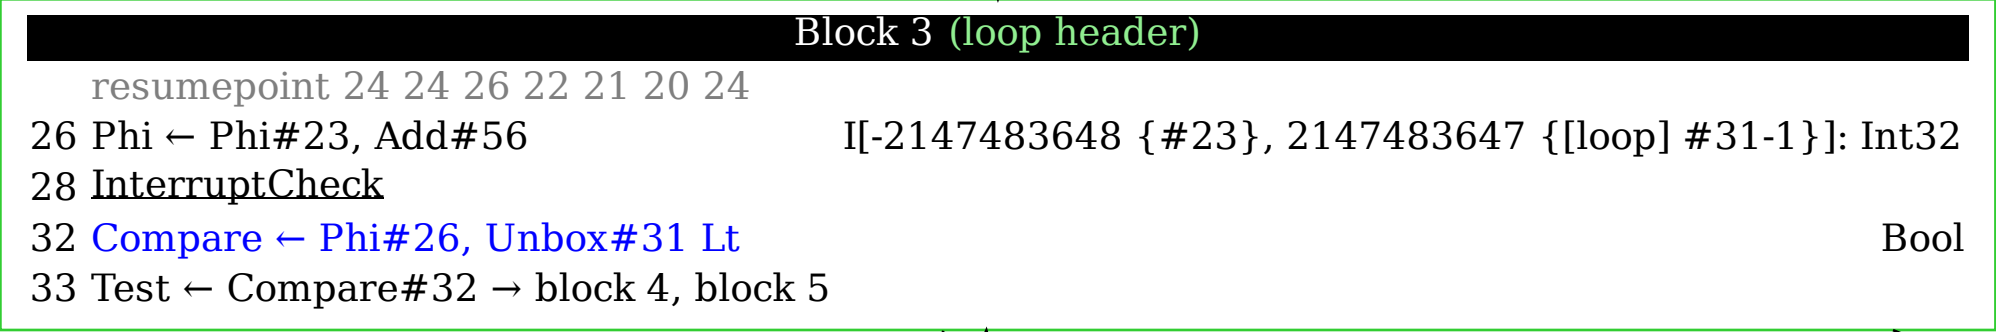 Block 3 (loop header)
resumepoint 24 24 26 22 21 20 24
26 Phi ← Phi#23, Add#56 I[-2147483648 {#23}, 2147483647 {[loop] #31-1}]: Int32
28 InterruptCheck
32 Compare ← Phi#26, Unbox#31 Lt Bool
33 Test ← Compare#32 → block 4, block 5